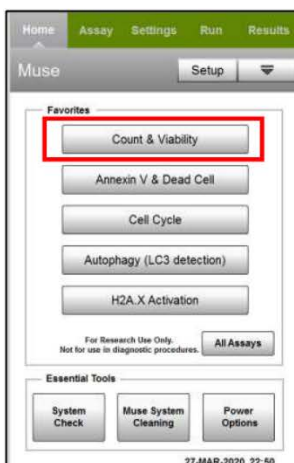 Home Assay Settings Run Results
Muse Setup
Favorites
Count & Viability
Annexin V & Dead Cell
Cell Cycle
Autophagy (LC3 detection)
H2A.X Activation
For Research Use Only.
Not for use in diagnostic procedures.
All Assays
Essential Tools
System
Check
Muse System
Cleaning
Power
Options
27-MAR-2020 22:50